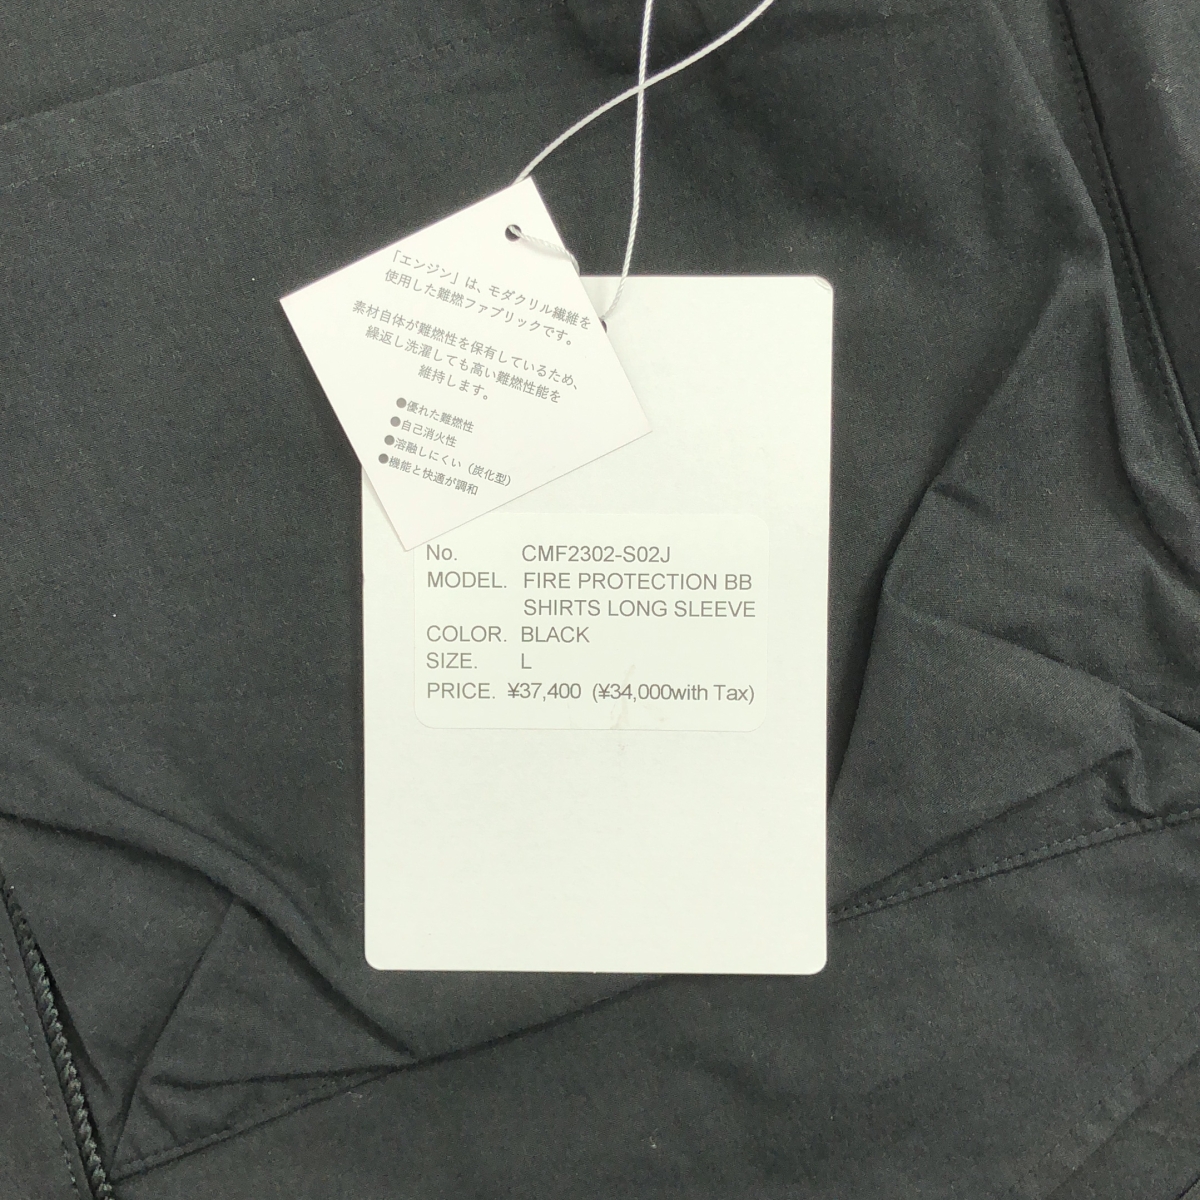 「エンジン」は、モダクリル繊維を
使用した難燃ファブリックです。
素材自体が難燃性を保有しているため、
繰返し洗濯しても高い難燃性能を
維持します。
●優れた難燃性
●自己消火性
●溶融しにくい（炭化型）
●機能と快適が調和
No. CMF2302-S02J
MODEL. FIRE PROTECTION BB
SHIRTS LONG SLEEVE
COLOR. BLACK
SIZE. L
PRICE. ¥37,400 (¥34,000with Tax)